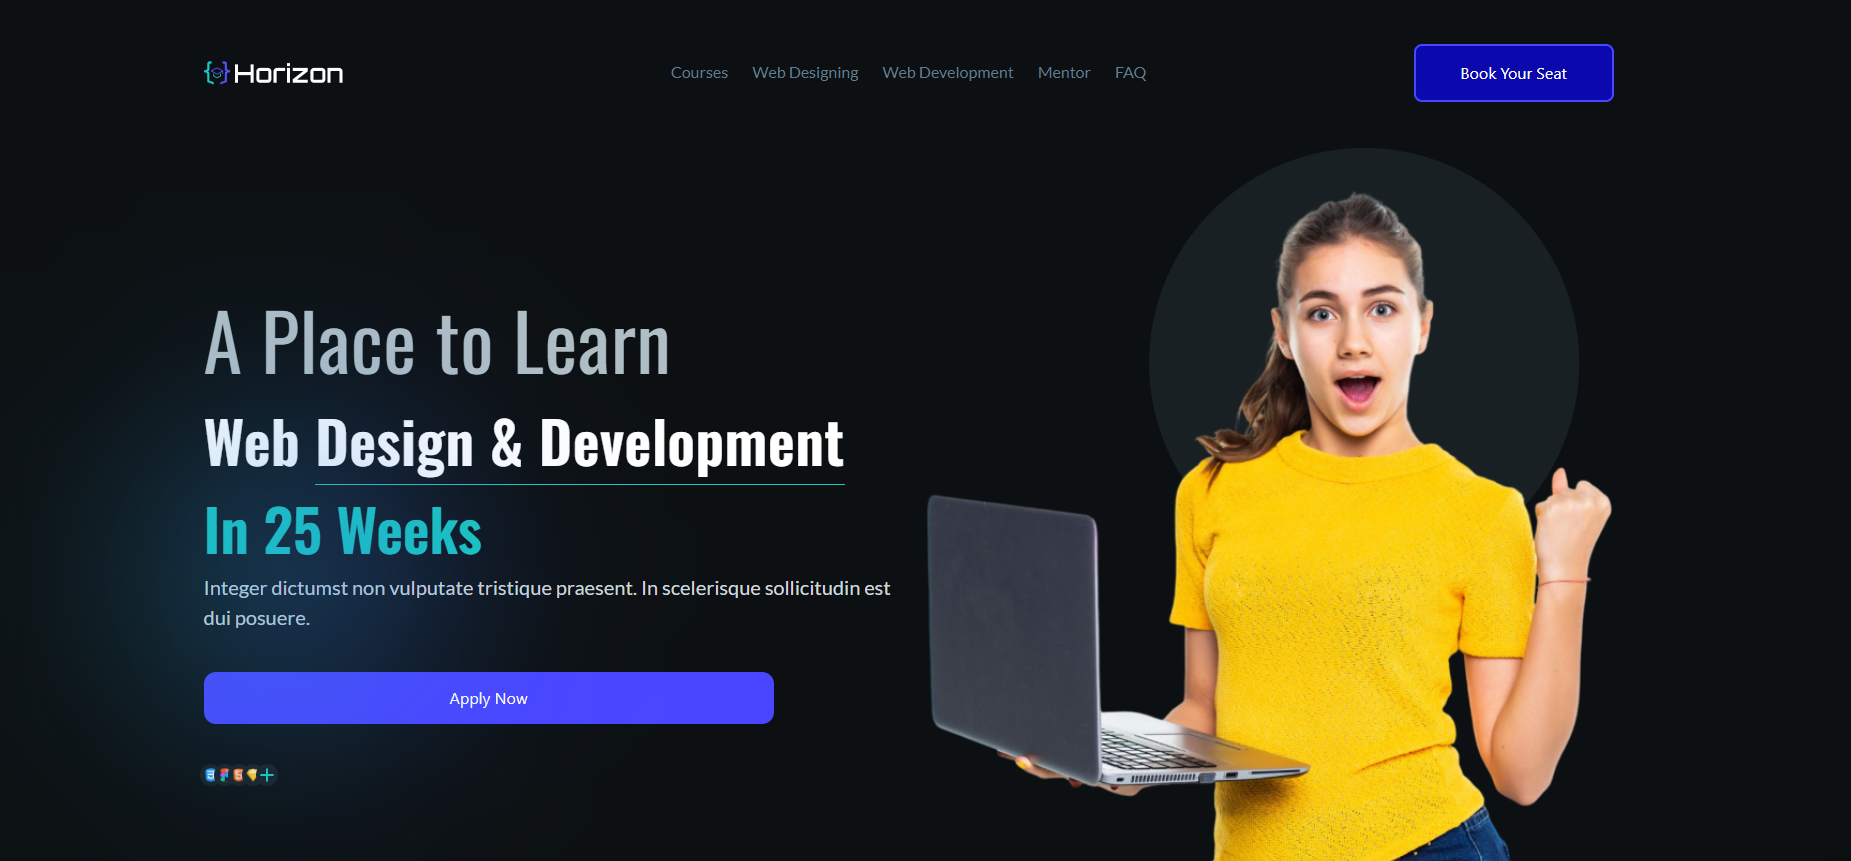 Horizon
Courses Web Designing Web Development Mentor FAQ
Book Your Seat
A Place to Learn
Web Design & Development
In 25 Weeks
Integer dictumst non vulputate tristique praesent. In scelerisque sollicitudin est
dui posuere.
Apply Now